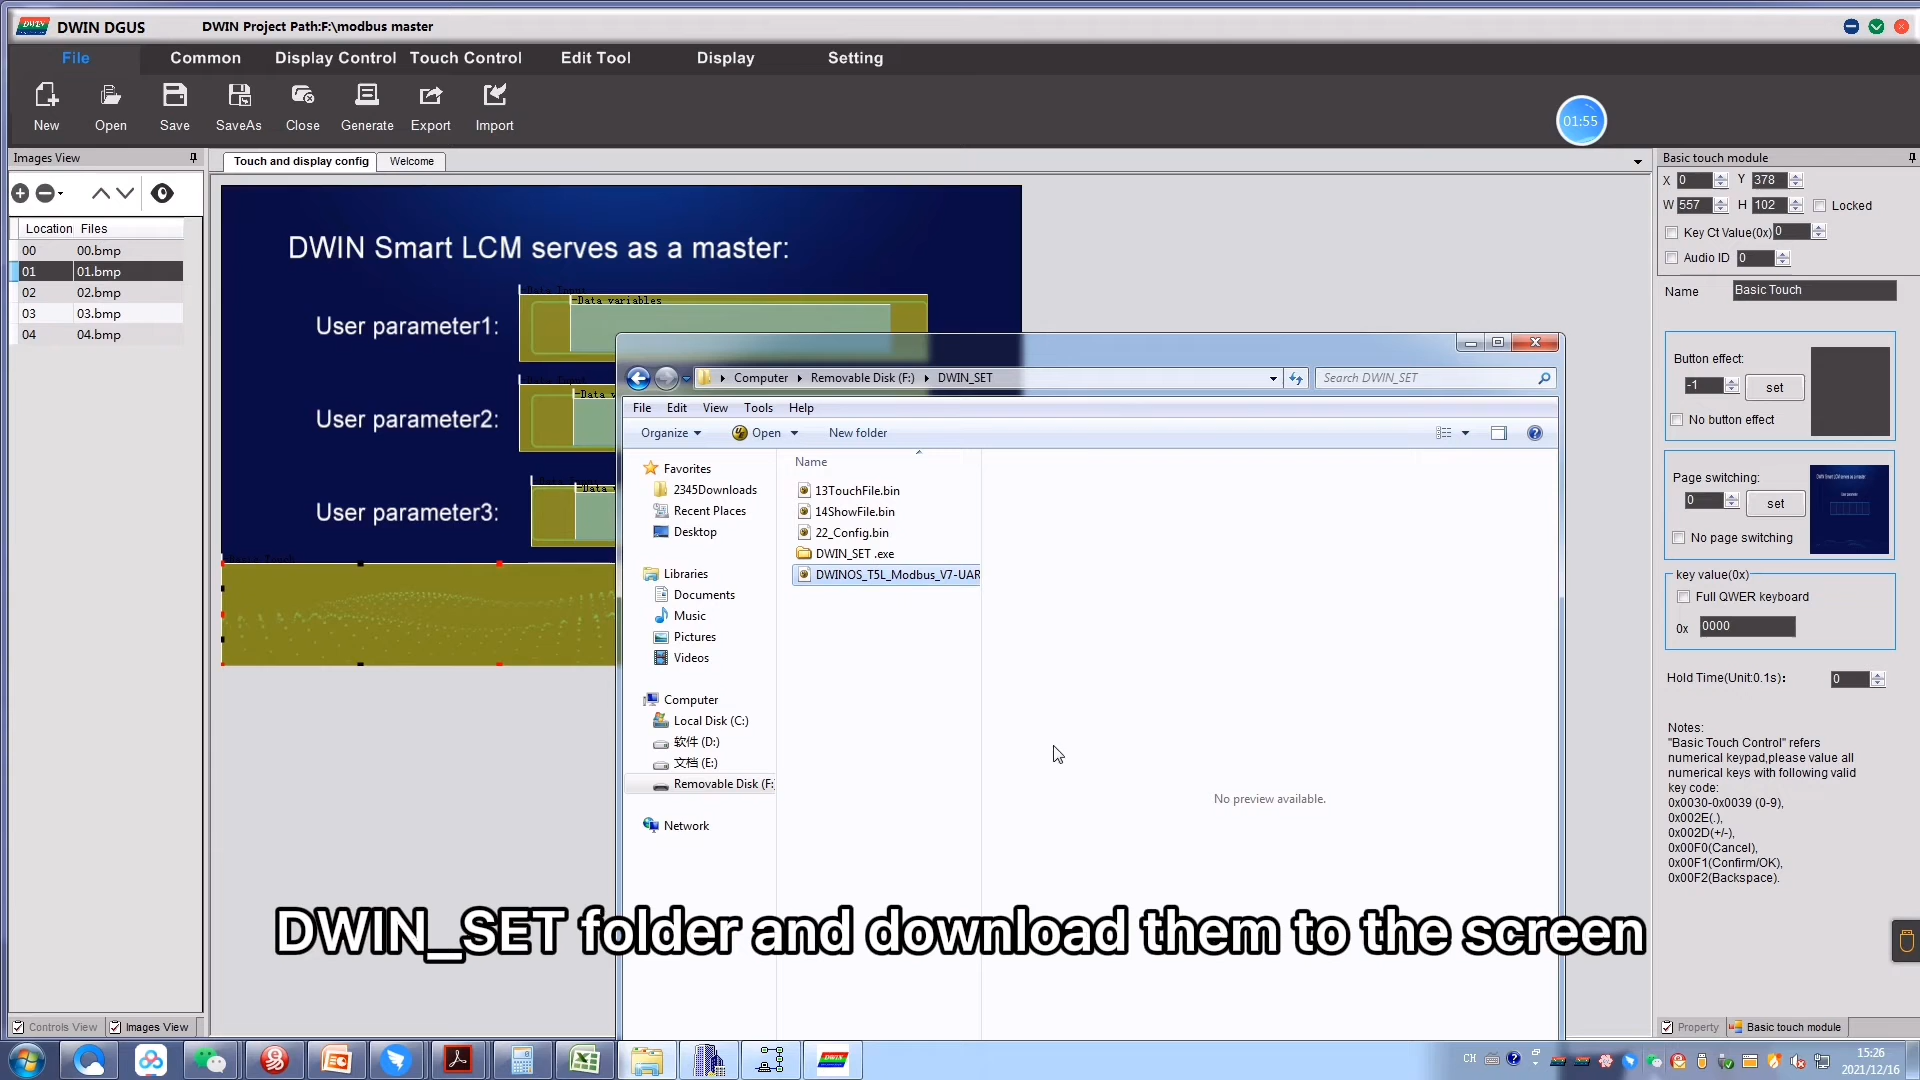 DWIN DGUS
DWIN Project Path:F:\modbus master
File
Common
Display Control
Touch Control
Edit Tool
Display
Setting
New
Open
Save
SaveAs
Close
Generate
Export
Import
01:55
Images View
Location Files
00 00.bmp
01 01.bmp
02 02.bmp
03 03.bmp
04 04.bmp
Controls View
Images View
Touch and display config
Welcome
DWIN Smart LCM serves as a master:
Data Input
Data variables
User parameter1:
Data Input
Data v
User parameter2:
Data v
User parameter3:
Basic Touch
Computer
Removable Disk (F:)
DWIN_SET
Search DWIN_SET
File Edit View Tools Help
Organize
Open
New folder
Favorites
2345Downloads
Recent Places
Desktop
Libraries
Documents
Music
Pictures
Videos
Computer
Local Disk (C:)
软件 (D:)
文档 (E:)
Removable Disk (F:
Network
Name
13TouchFile.bin
14ShowFile.bin
22_Config.bin
DWIN_SET .exe
DWINOS_T5L_Modbus_V7-UAR
No preview available.
DWIN_SET folder and download them to the screen
Basic touch module
X 0 Y 378
W 557 H 102 Locked
Key Ct Value(0x) 0
Audio ID 0
Name Basic Touch
Button effect:
-1 set
No button effect
Page switching:
0 set
No page switching
key value(0x)
Full QWER keyboard
0x 0000
Hold Time(Unit:0.1s): 0
Notes:
"Basic Touch Control" refers
numerical keypad,please value all
numerical keys with following valid
key code:
0x0030-0x0039 (0-9),
0x002E(.),
0x002D(+/-),
0x00F0(Cancel),
0x00F1(Confirm/OK),
0x00F2(Backspace).
Property
Basic touch module
CH
15:26
2021/12/16